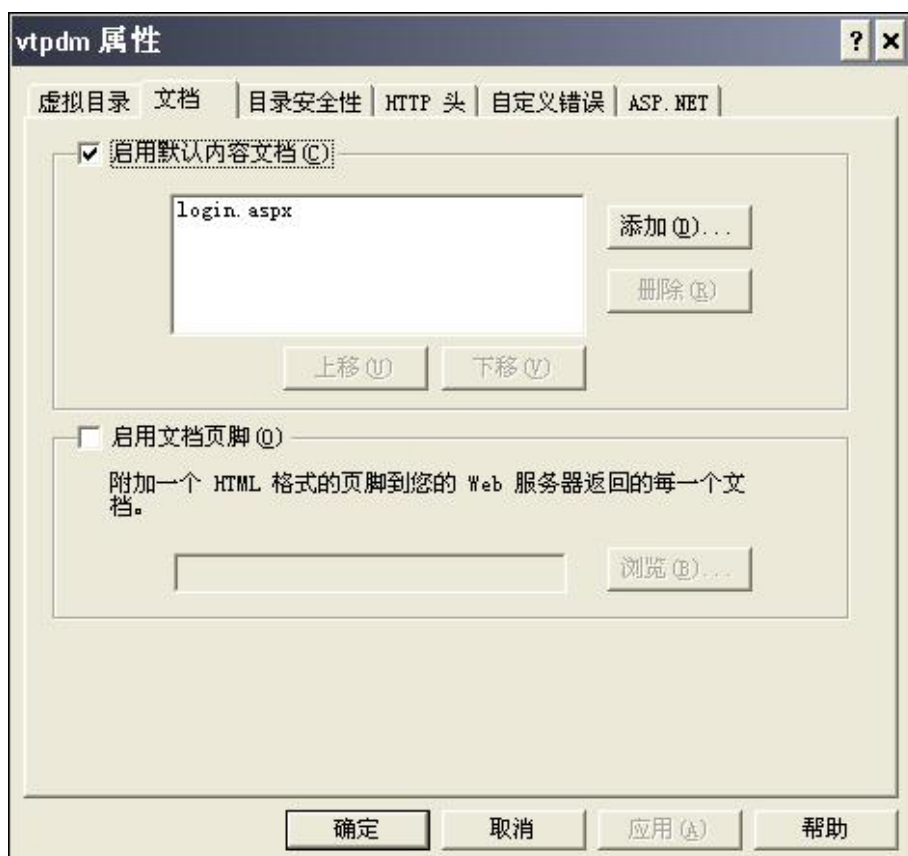 vtpdm 属性
虚拟目录 文档 目录安全性 HTTP 头 自定义错误 ASP.NET
启用默认内容文档(C)
login.aspx
添加(D)...
删除(R)
上移(U) 下移(V)
启用文档页脚(O)
附加一个 HTML 格式的页脚到您的 Web 服务器返回的每一个文
档。
浏览(B)...
确定 取消 应用(A) 帮助